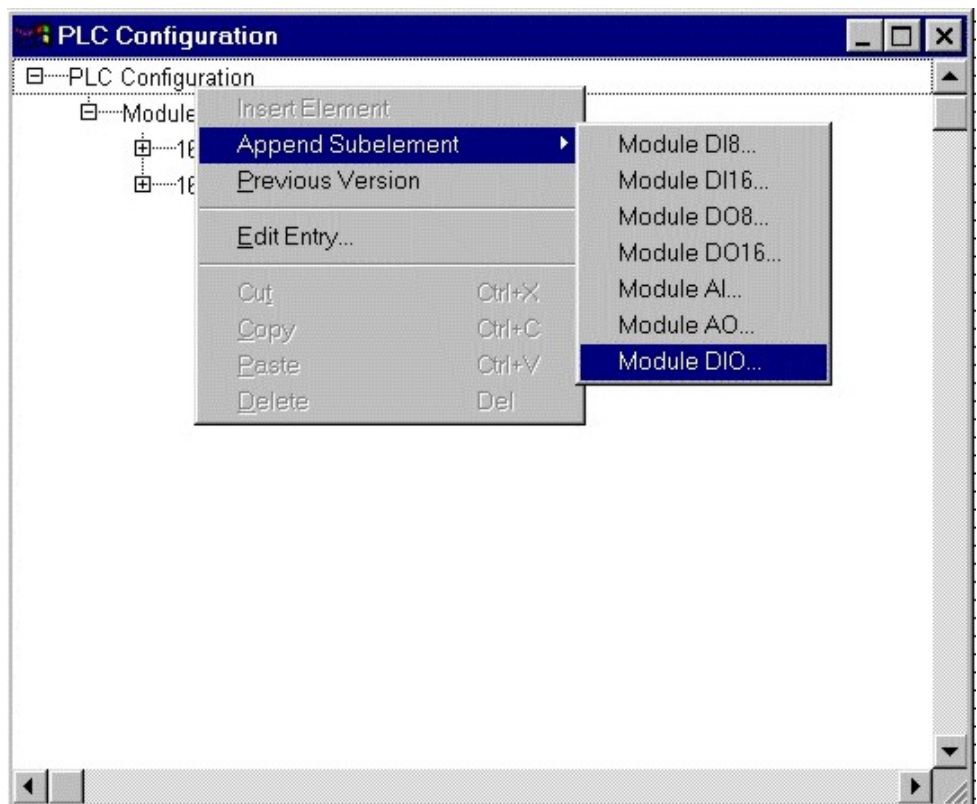 PLC Configuration
PLC Configuration
Module
Insert Element
Append Subelement
Previous Version
Edit Entry...
Cut Ctrl+X
Copy Ctrl+C
Paste Ctrl+V
Delete Del
Module DI8...
Module DI16...
Module DO8...
Module DO16...
Module AI...
Module AO...
Module DIO...